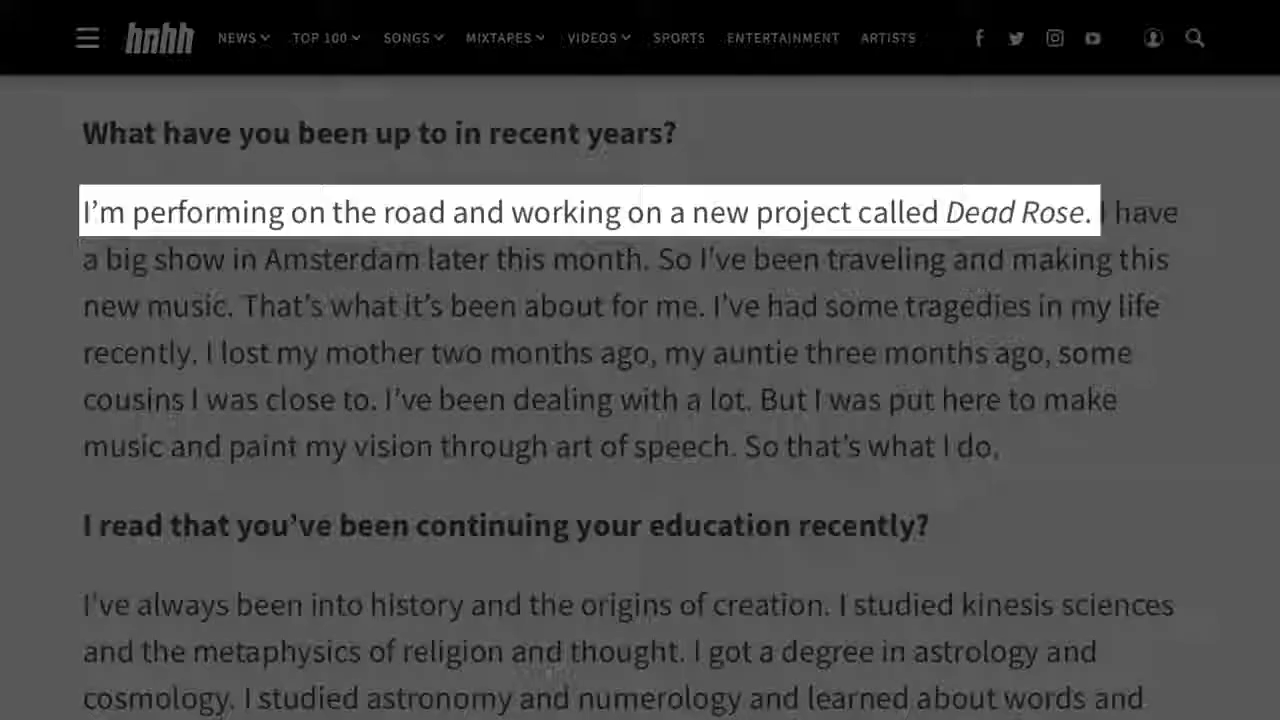 hnhh NEWS TOP 100 SONGS MIXTAPES VIDEOS SPORTS ENTERTAINMENT ARTISTS
What have you been up to in recent years?
I'm performing on the road and working on a new project called Dead Rose. I have
a big show in Amsterdam later this month. So I've been traveling and making this
new music. That's what it's been about for me. I've had some tragedies in my life
recently. I lost my mother two months ago, my auntie three months ago, some
cousins I was close to. I've been dealing with a lot. But I was put here to make
music and paint my vision through art of speech. So that's what I do.
I read that you've been continuing your education recently?
I've always been into history and the origins of creation. I studied kinesis sciences
and the metaphysics of religion and thought. I got a degree in astrology and
cosmology. I studied astronomy and numerology and learned about words and